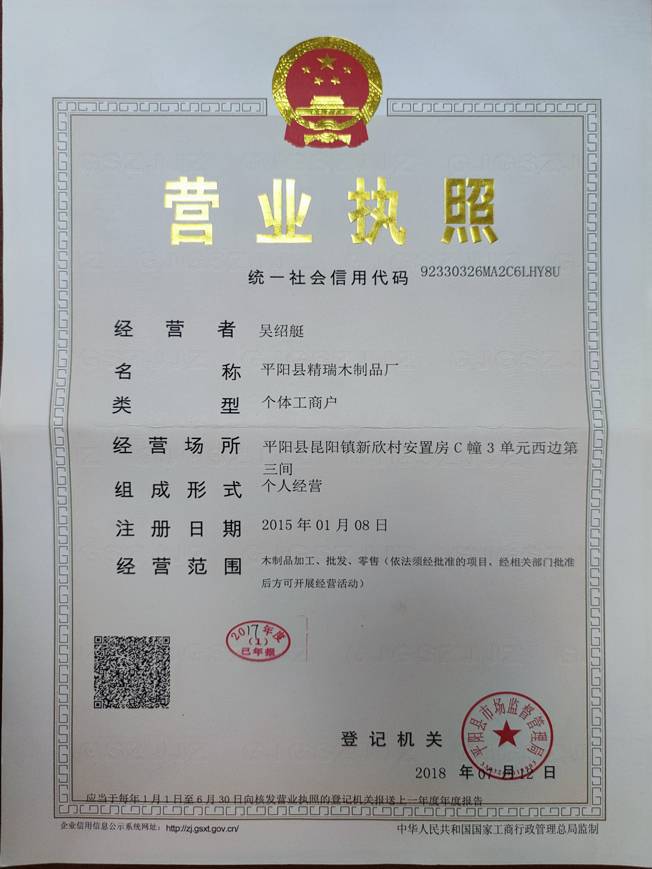 营业执照
统一社会信用代码 92330326MA2C6LHY8U
经营者 吴绍艇
名称 平阳县精瑞木制品厂
类型 个体工商户
经营场所 平阳县昆阳镇新欣村安置房C幢3单元西边第
三间
组成形式 个人经营
注册日期 2015年01月08日
经营范围 木制品加工、批发、零售(依法须经批准的项目、经相关部门批准
后方可开展经营活动)
2017年度
(1)
已年报
平阳县市场监督管理局
登记机关
2018 年 07 月 12 日
应当于每年1月1日至6月30日向核发营业执照的登记机关报送上一年度年度报告
企业信用信息公示系统网址: http://zj.gsxt.gov.cn/
中华人民共和国国家工商行政管理总局监制